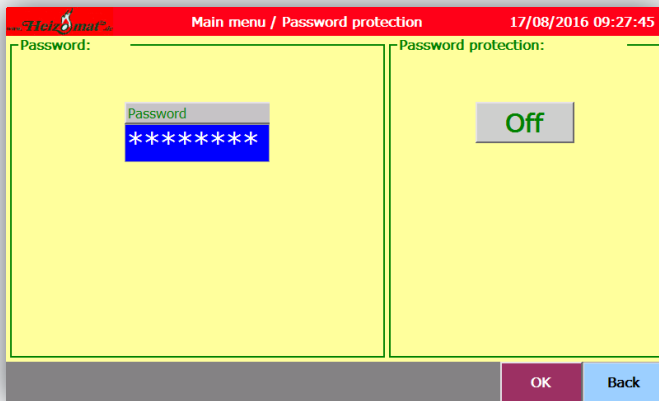 ...Heizomat...
Main menu / Password protection
17/08/2016 09:27:45
Password:
Password protection:
Password
********
Off
OK
Back